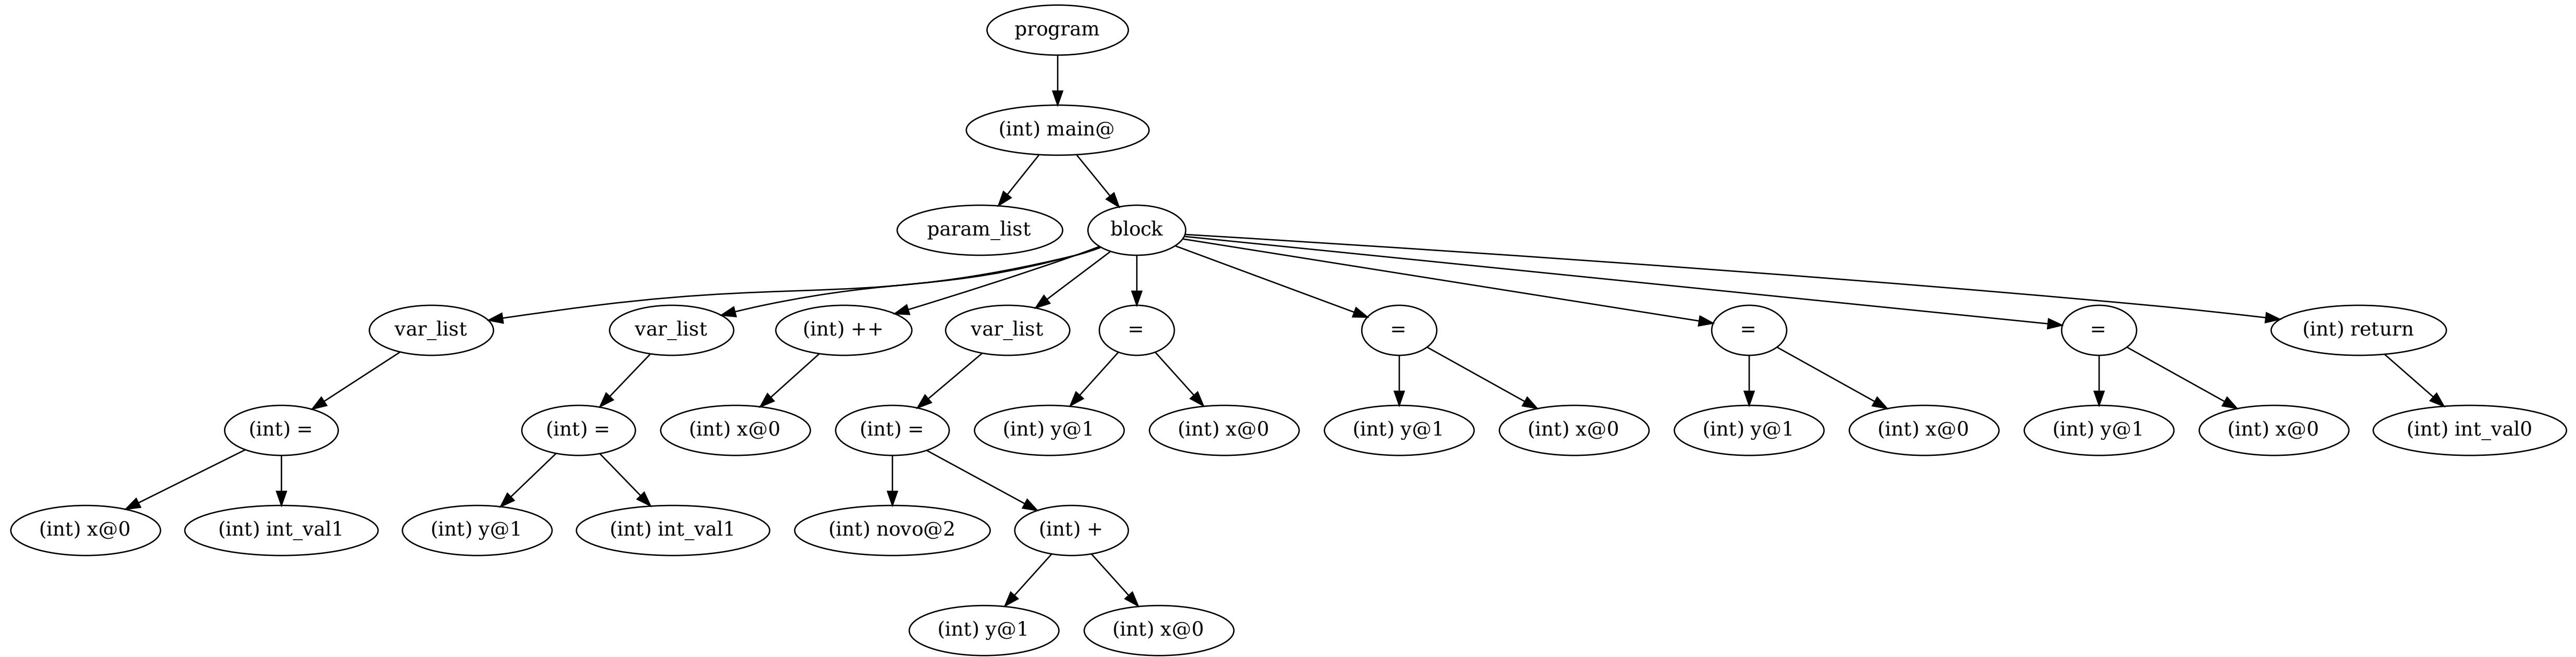 program
(int) main@
param_list
block
var_list
var_list
(int) ++
var_list
=
=
=
=
(int) return
(int) =
(int) =
(int) x@0
(int) =
(int) y@1
(int) x@0
(int) y@1
(int) x@0
(int) y@1
(int) x@0
(int) y@1
(int) x@0
(int) int_val0
(int) x@0
(int) int_val1
(int) y@1
(int) int_val1
(int) novo@2
(int) +
(int) y@1
(int) x@0